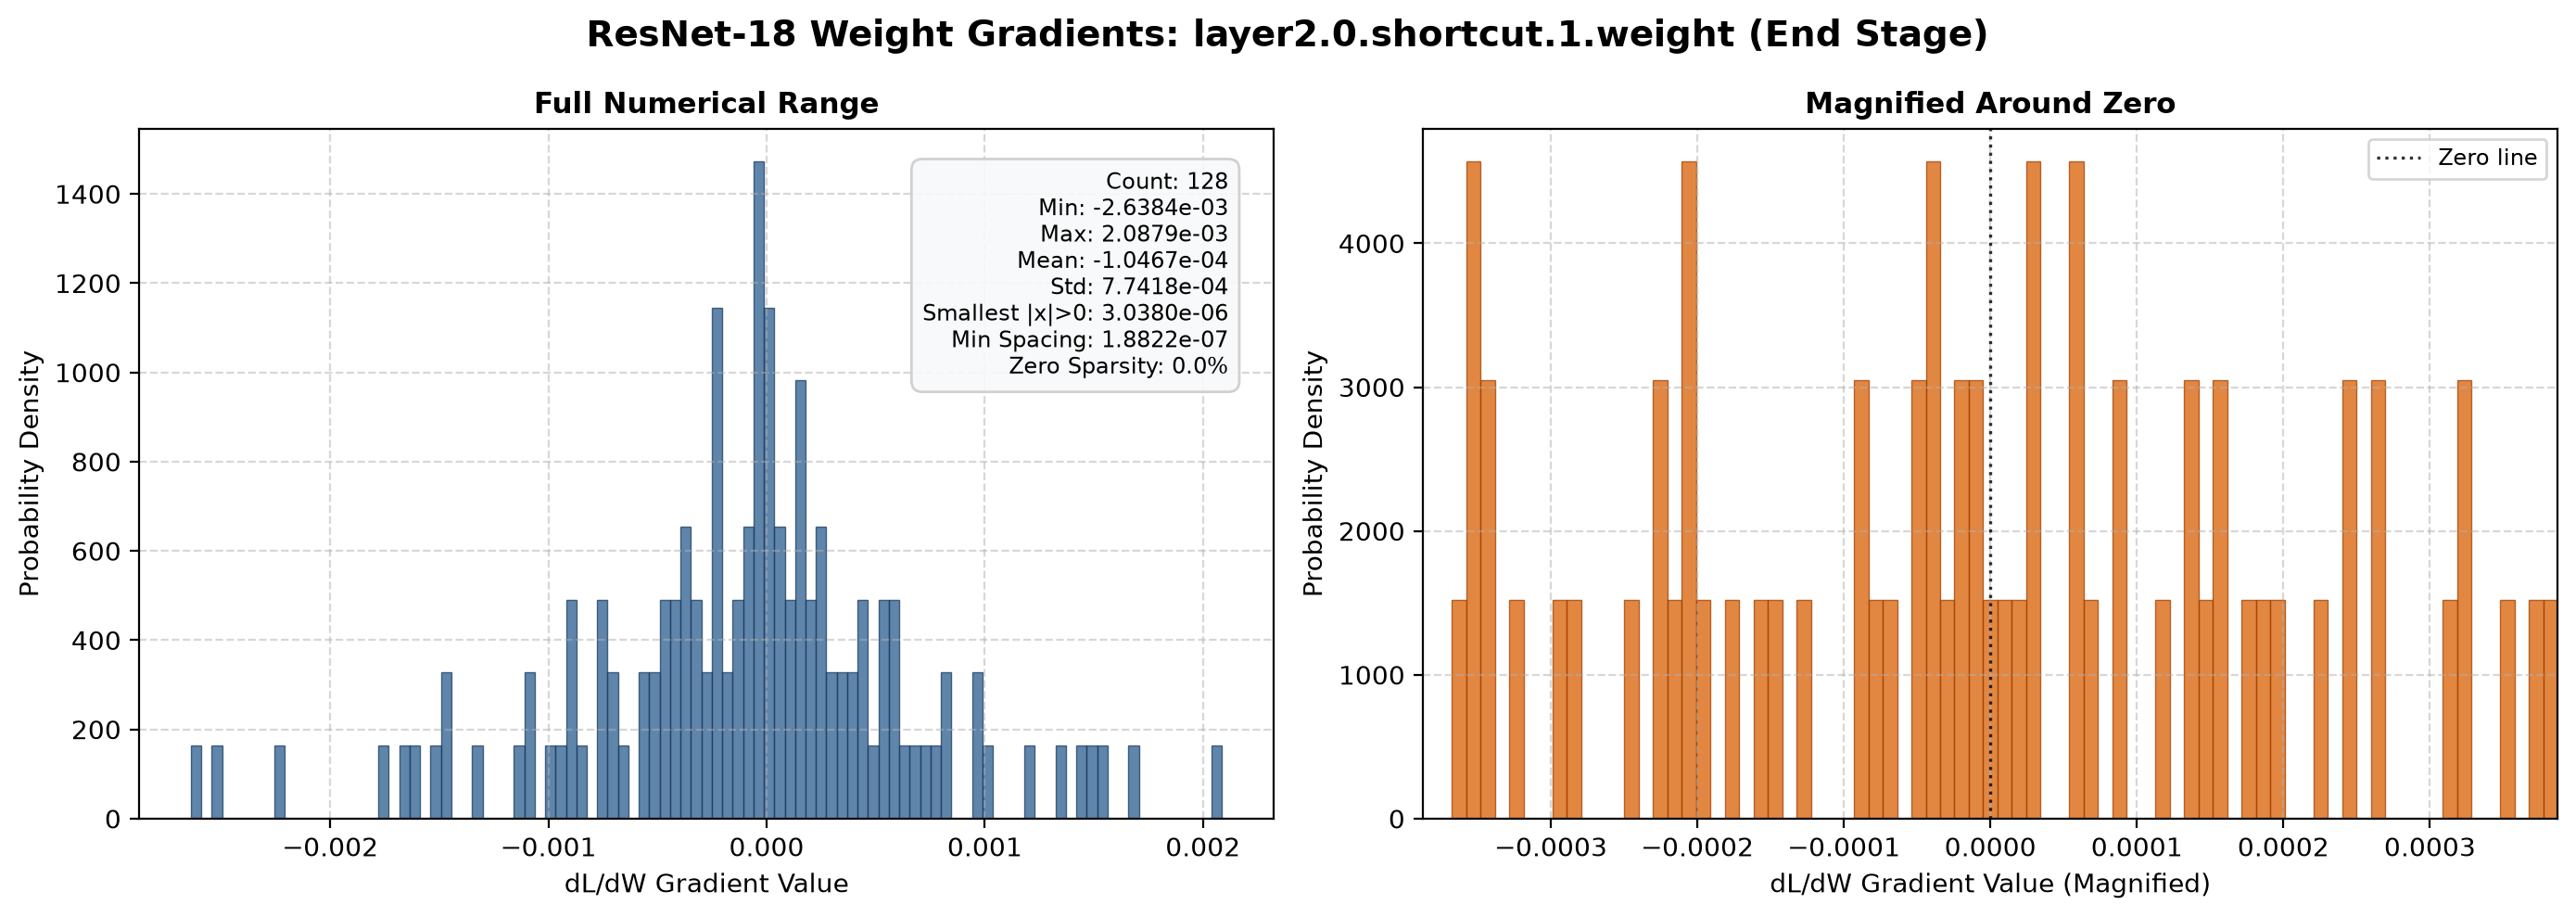 ResNet-18 Weight Gradients: layer2.0.shortcut.1.weight (End Stage)
Full Numerical Range
Probability Density
1400
1200
1000
800
600
400
200
0
Count: 128
Min: -2.6384e-03
Max: 2.0879e-03
Mean: -1.0467e-04
Std: 7.7418e-04
Smallest |x|>0: 3.0380e-06
Min Spacing: 1.8822e-07
Zero Sparsity: 0.0%
−0.002 −0.001 0.000 0.001 0.002
dL/dW Gradient Value
Magnified Around Zero
Probability Density
4000
3000
2000
1000
0
Zero line
−0.0003 −0.0002 −0.0001 0.0000 0.0001 0.0002 0.0003
dL/dW Gradient Value (Magnified)